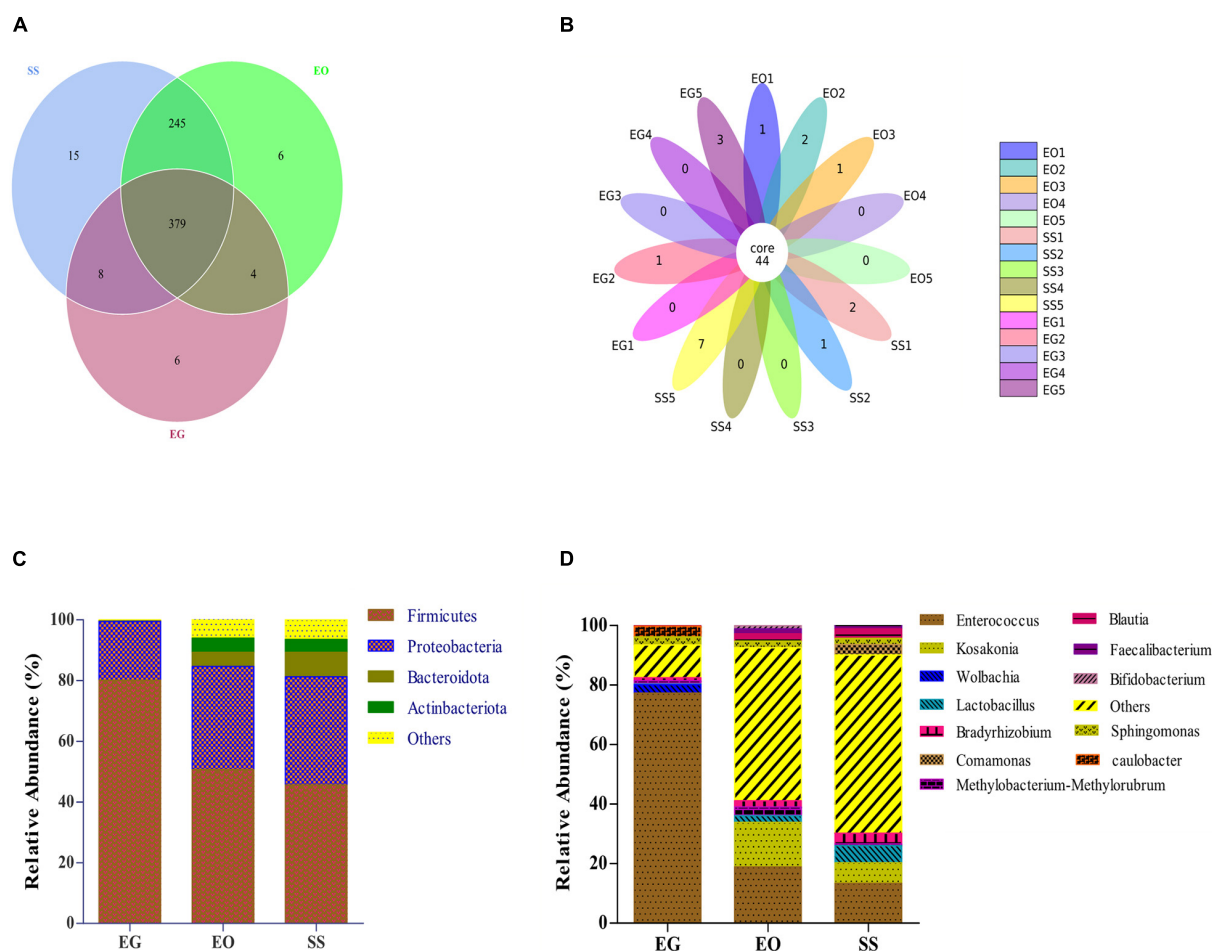 A
SS
EO
245
15
6
379
8
4
6
EG
B
EO1
EO2
EO3
EO4
EO5
SS1
SS2
SS3
SS4
SS5
EG1
EG2
EG3
EG4
EG5
1
2
1
0
0
2
1
0
0
7
0
1
0
0
3
core
44
EO1
EO2
EO3
EO4
EO5
SS1
SS2
SS3
SS4
SS5
EG1
EG2
EG3
EG4
EG5
C
Relative Abundance (%)
100
80
60
40
20
0
EG
EO
SS
Firmicutes
Proteobacteria
Bacteroidota
Actinbacteriota
Others
D
Relative Abundance (%)
100
80
60
40
20
0
EG
EO
SS
Enterococcus
Kosakonia
Wolbachia
Lactobacillus
Bradyrhizobium
Comamonas
Methylobacterium-Methylorubrum
Blautia
Faecalibacterium
Bifidobacterium
Others
Sphingomonas
caulobacter